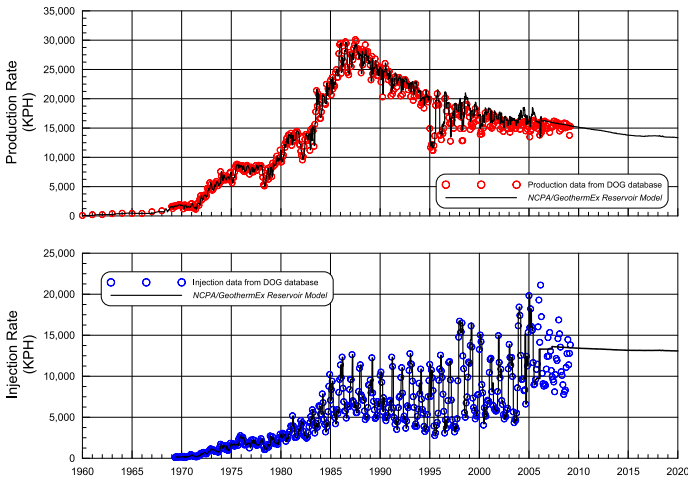 35,000
30,000
25,000
20,000
15,000
10,000
5,000
0
Production Rate
(KPH)
Production data from DOG database
NCPA/GeothermEx Reservoir Model
25,000
20,000
15,000
10,000
5,000
0
Injection Rate
(KPH)
Injection data from DOG database
NCPA/GeothermEx Reservoir Model
1960 1965 1970 1975 1980 1985 1990 1995 2000 2005 2010 2015 2020